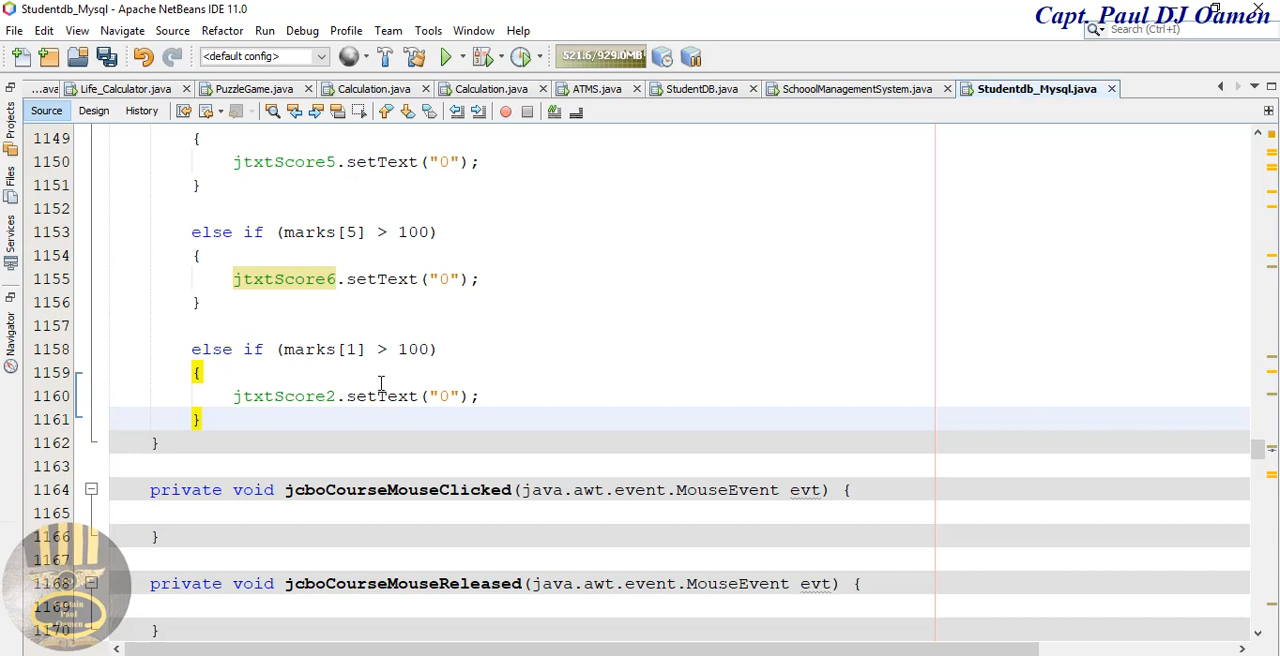 Studentdb_Mysql - Apache NetBeans IDE 11.0
Capt. Paul DJ Oamen
File Edit View Navigate Source Refactor Run Debug Profile Team Tools Window Help
Search (Ctrl+I)
<default config>
521.6/929.0MB
...ava Life_Calculator.java PuzzleGame.java Calculation.java Calculation.java ATMS.java StudentDB.java SchooolManagementSystem.java Studentdb_Mysql.java
Source Design History
Projects
Files
Services
Navigator
1149 {
1150 jtxtScore5.setText("0");
1151 }
1152
1153 else if (marks[5] > 100)
1154 {
1155 jtxtScore6.setText("0");
1156 }
1157
1158 else if (marks[1] > 100)
1159 {
1160 jtxtScore2.setText("0");
1161 }
1162 }
1163
1164 private void jcboCourseMouseClicked(java.awt.event.MouseEvent evt) {
1165
1166 }
1167
1168 private void jcboCourseMouseReleased(java.awt.event.MouseEvent evt) {
1169
1170 }
Captain
Paul
Oamen